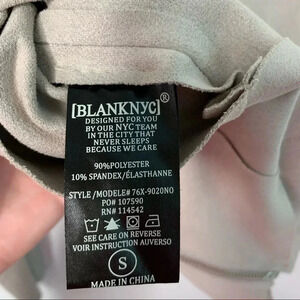 [BLANKNYC]®
DESIGNED FOR YOU
BY OUR NYC TEAM
IN THE CITY THAT
NEVER SLEEPS
BECAUSE WE CARE
90%POLYESTER
10% SPANDEX/ÉLASTHANNE
STYLE /MODELE# 76X-9020NO
PO# 107590
RN# 114542
SEE CARE ON REVERSE
VOIR INSTRUCTION AUVERSO
S
MADE IN CHINA